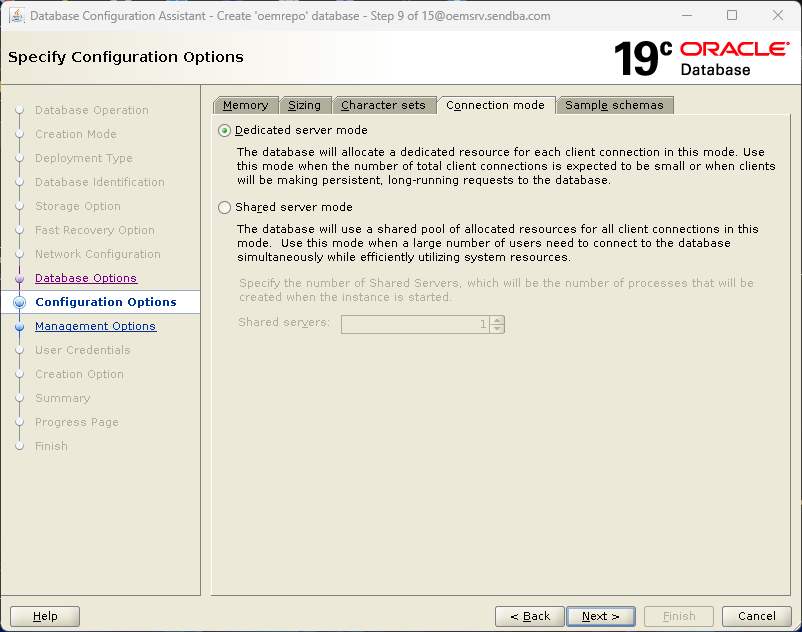 Database Configuration Assistant - Create 'oemrepo' database - Step 9 of 15@oemsrv.sendba.com
Specify Configuration Options
19c ORACLE
Database
Database Operation
Creation Mode
Deployment Type
Database Identification
Storage Option
Fast Recovery Option
Network Configuration
Database Options
Configuration Options
Management Options
User Credentials
Creation Option
Summary
Progress Page
Finish
Memory Sizing Character sets Connection mode Sample schemas
Dedicated server mode
The database will allocate a dedicated resource for each client connection in this mode. Use
this mode when the number of total client connections is expected to be small or when clients
will be making persistent, long-running requests to the database.
Shared server mode
The database will use a shared pool of allocated resources for all client connections in this
mode. Use this mode when a large number of users need to connect to the database
simultaneously while efficiently utilizing system resources.
Specify the number of Shared Servers, which will be the number of processes that will be
created when the instance is started.
Shared servers: 1
Help < Back Next > Finish Cancel